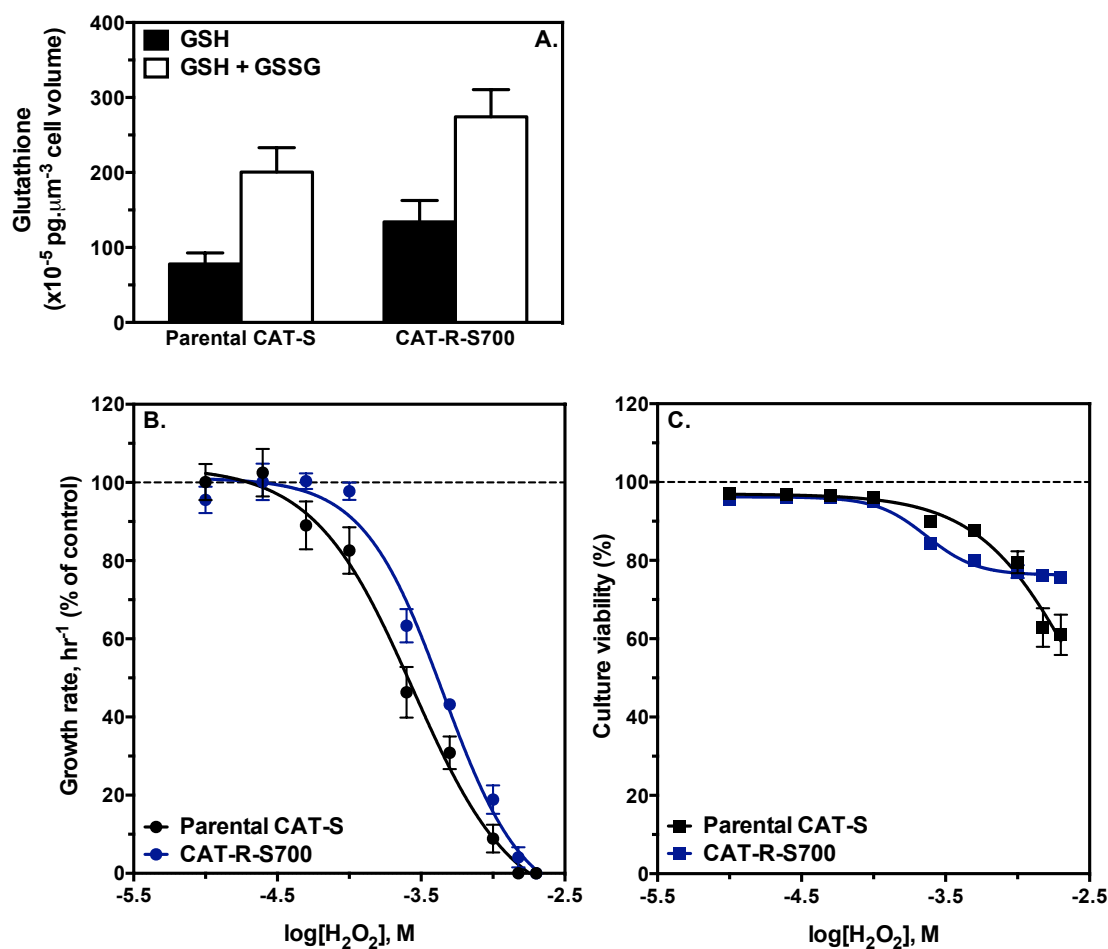 A.
GSH
GSH + GSSG
Glutathione
(x10⁻⁵ pg.µm⁻³ cell volume)
400
300
200
100
0
Parental CAT-S
CAT-R-S700
B.
Growth rate, hr⁻¹ (% of control)
120
100
80
60
40
20
0
Parental CAT-S
CAT-R-S700
-5.5
-4.5
-3.5
-2.5
log[H₂O₂], M
C.
Culture viability (%)
120
100
80
60
40
20
0
Parental CAT-S
CAT-R-S700
-5.5
-4.5
-3.5
-2.5
log[H₂O₂], M